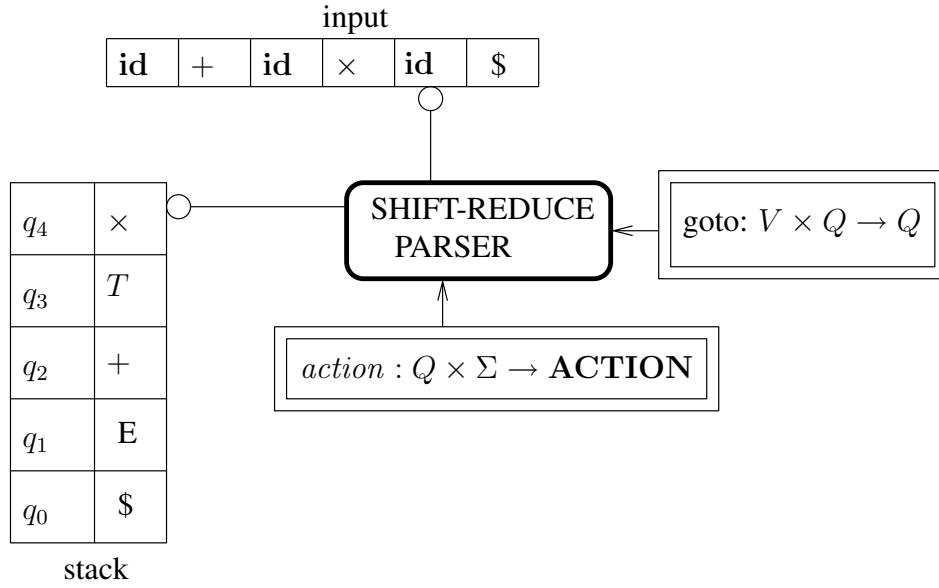 input
id + id × id $
SHIFT-REDUCE
PARSER
goto: V × Q → Q
action : Q × Σ → ACTION
q₄ ×
q₃ T
q₂ +
q₁ E
q₀ $
stack